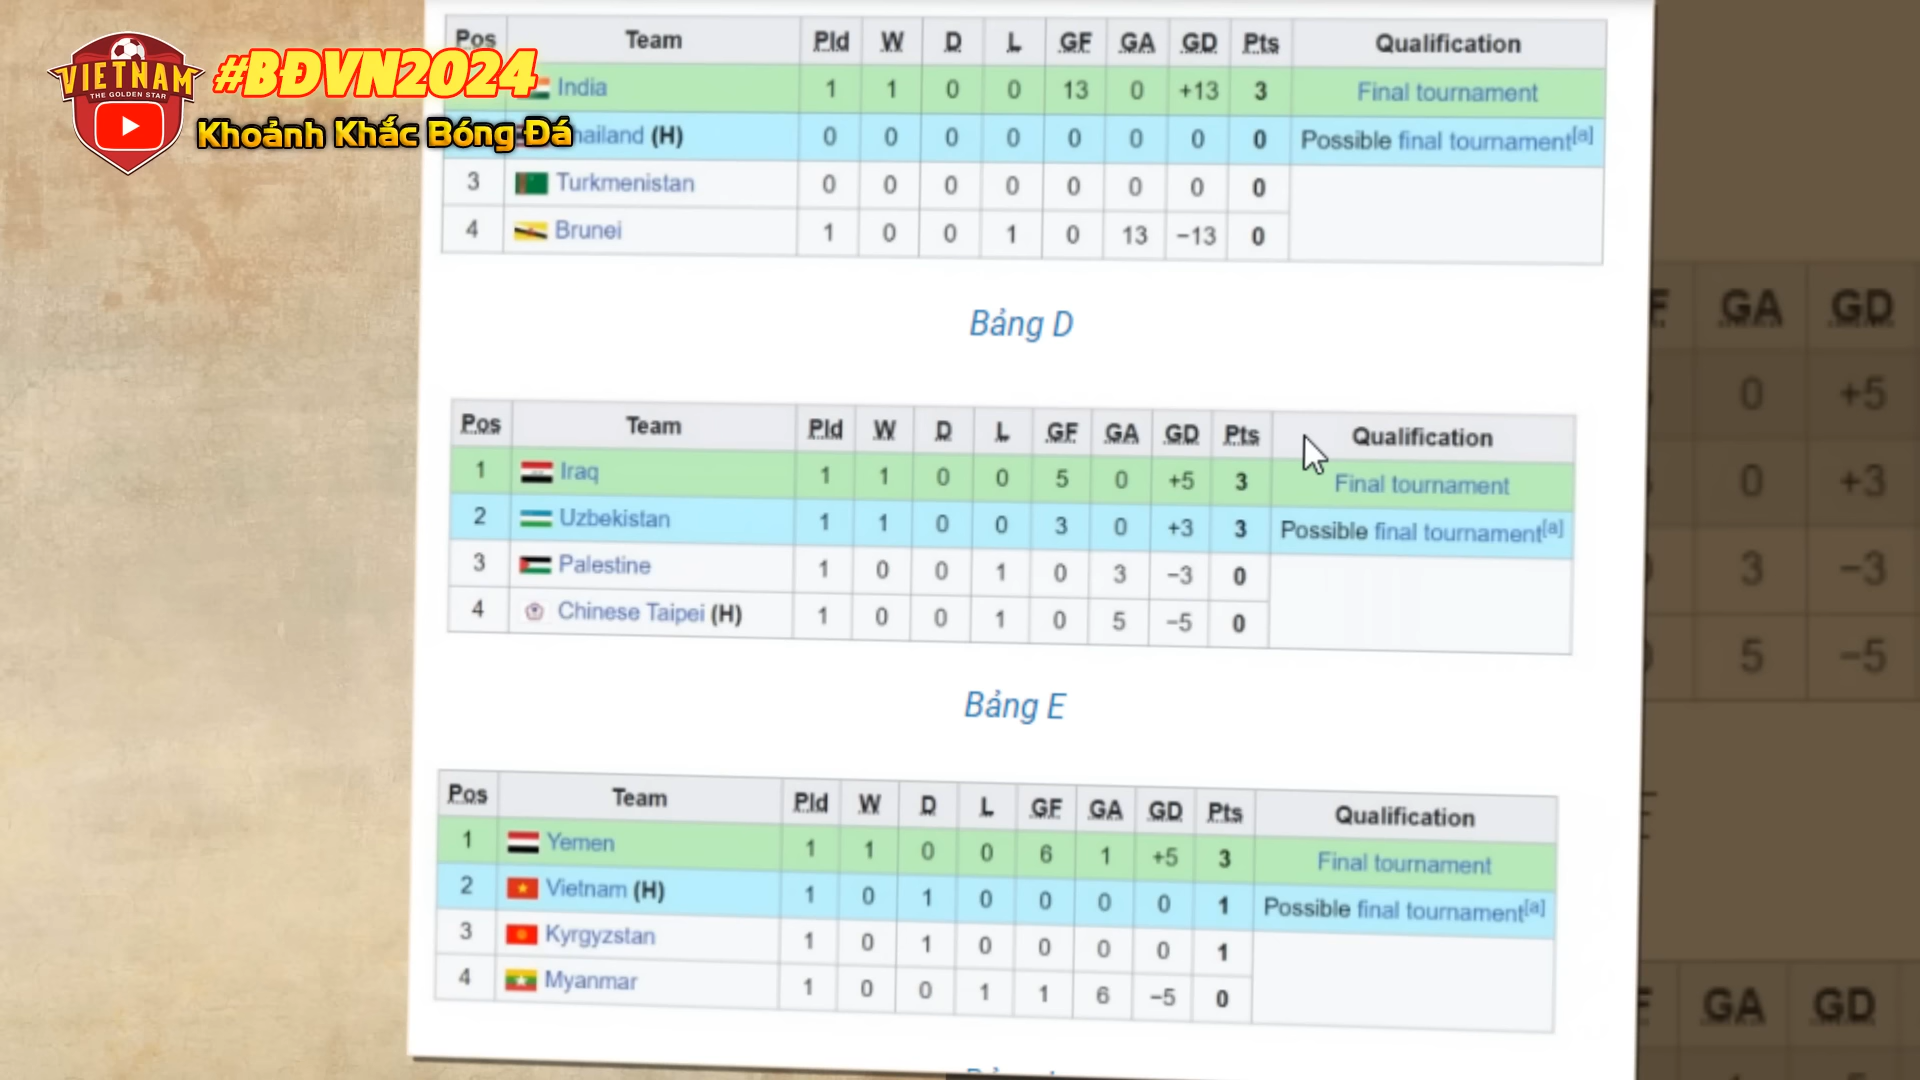 VIETNAM
THE GOLDEN STAR
#BĐVN2024
Khoảnh Khắc Bóng Đá
Pos Team Pld W D L GF GA GD Pts Qualification
India 1 1 0 0 13 0 +13 3 Final tournament
hailand (H) 0 0 0 0 0 0 0 0 Possible final tournament[a]
3 Turkmenistan 0 0 0 0 0 0 0 0
4 Brunei 1 0 0 1 0 13 −13 0
Bảng D
Pos Team Pld W D L GF GA GD Pts Qualification
1 Iraq 1 1 0 0 5 0 +5 3 Final tournament
2 Uzbekistan 1 1 0 0 3 0 +3 3 Possible final tournament[a]
3 Palestine 1 0 0 1 0 3 −3 0
4 Chinese Taipei (H) 1 0 0 1 0 5 −5 0
Bảng E
Pos Team Pld W D L GF GA GD Pts Qualification
1 Yemen 1 1 0 0 6 1 +5 3 Final tournament
2 Vietnam (H) 1 0 1 0 0 0 0 1 Possible final tournament[a]
3 Kyrgyzstan 1 0 1 0 0 0 0 1
4 Myanmar 1 0 0 1 1 6 −5 0
GA GD
0 +5
0 +3
3 −3
5 −5
GA GD